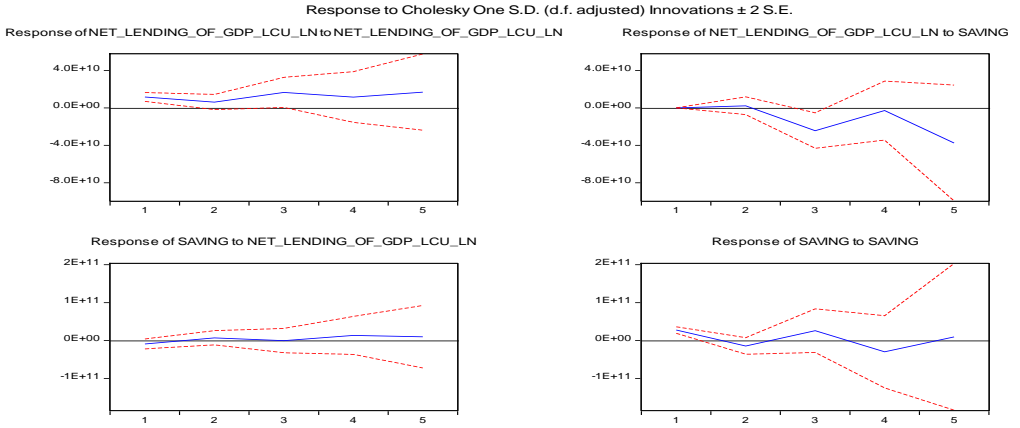 Response to Cholesky One S.D. (d.f. adjusted) Innovations ± 2 S.E.
Response of NET_LENDING_OF_GDP_LCU_LN to NET_LENDING_OF_GDP_LCU_LN
4.0E+10
0.0E+00
-4.0E+10
-8.0E+10
1 2 3 4 5
Response of NET_LENDING_OF_GDP_LCU_LN to SAVING
4.0E+10
0.0E+00
-4.0E+10
-8.0E+10
1 2 3 4 5
Response of SAVING to NET_LENDING_OF_GDP_LCU_LN
2E+11
1E+11
0E+00
-1E+11
1 2 3 4 5
Response of SAVING to SAVING
2E+11
1E+11
0E+00
-1E+11
1 2 3 4 5